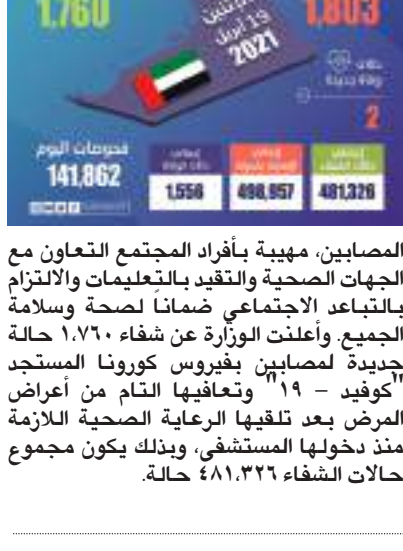 1.760
1.803
الإثنين
19 أبريل
2021
حالات
وفاة جديدة
2
فحوصات اليوم
141,862
1,556
498,957
481,326
المصابين، مهيبة بأفراد المجتمع التعاون مع
الجهات الصحية والتقيد بالتعليمات والالتزام
بالتباعد الاجتماعي ضماناً لصحة وسلامة
الجميع. وأعلنت الوزارة عن شفاء ١،٧٦٠ حالة
جديدة لمصابين بفيروس كورونا المستجد
"كوفيد – ١٩" وتعافيها التام من أعراض
المرض بعد تلقيها الرعاية الصحية اللازمة
منذ دخولها المستشفى، وبذلك يكون مجموع
حالات الشفاء ٤٨١،٣٢٦ حالة.